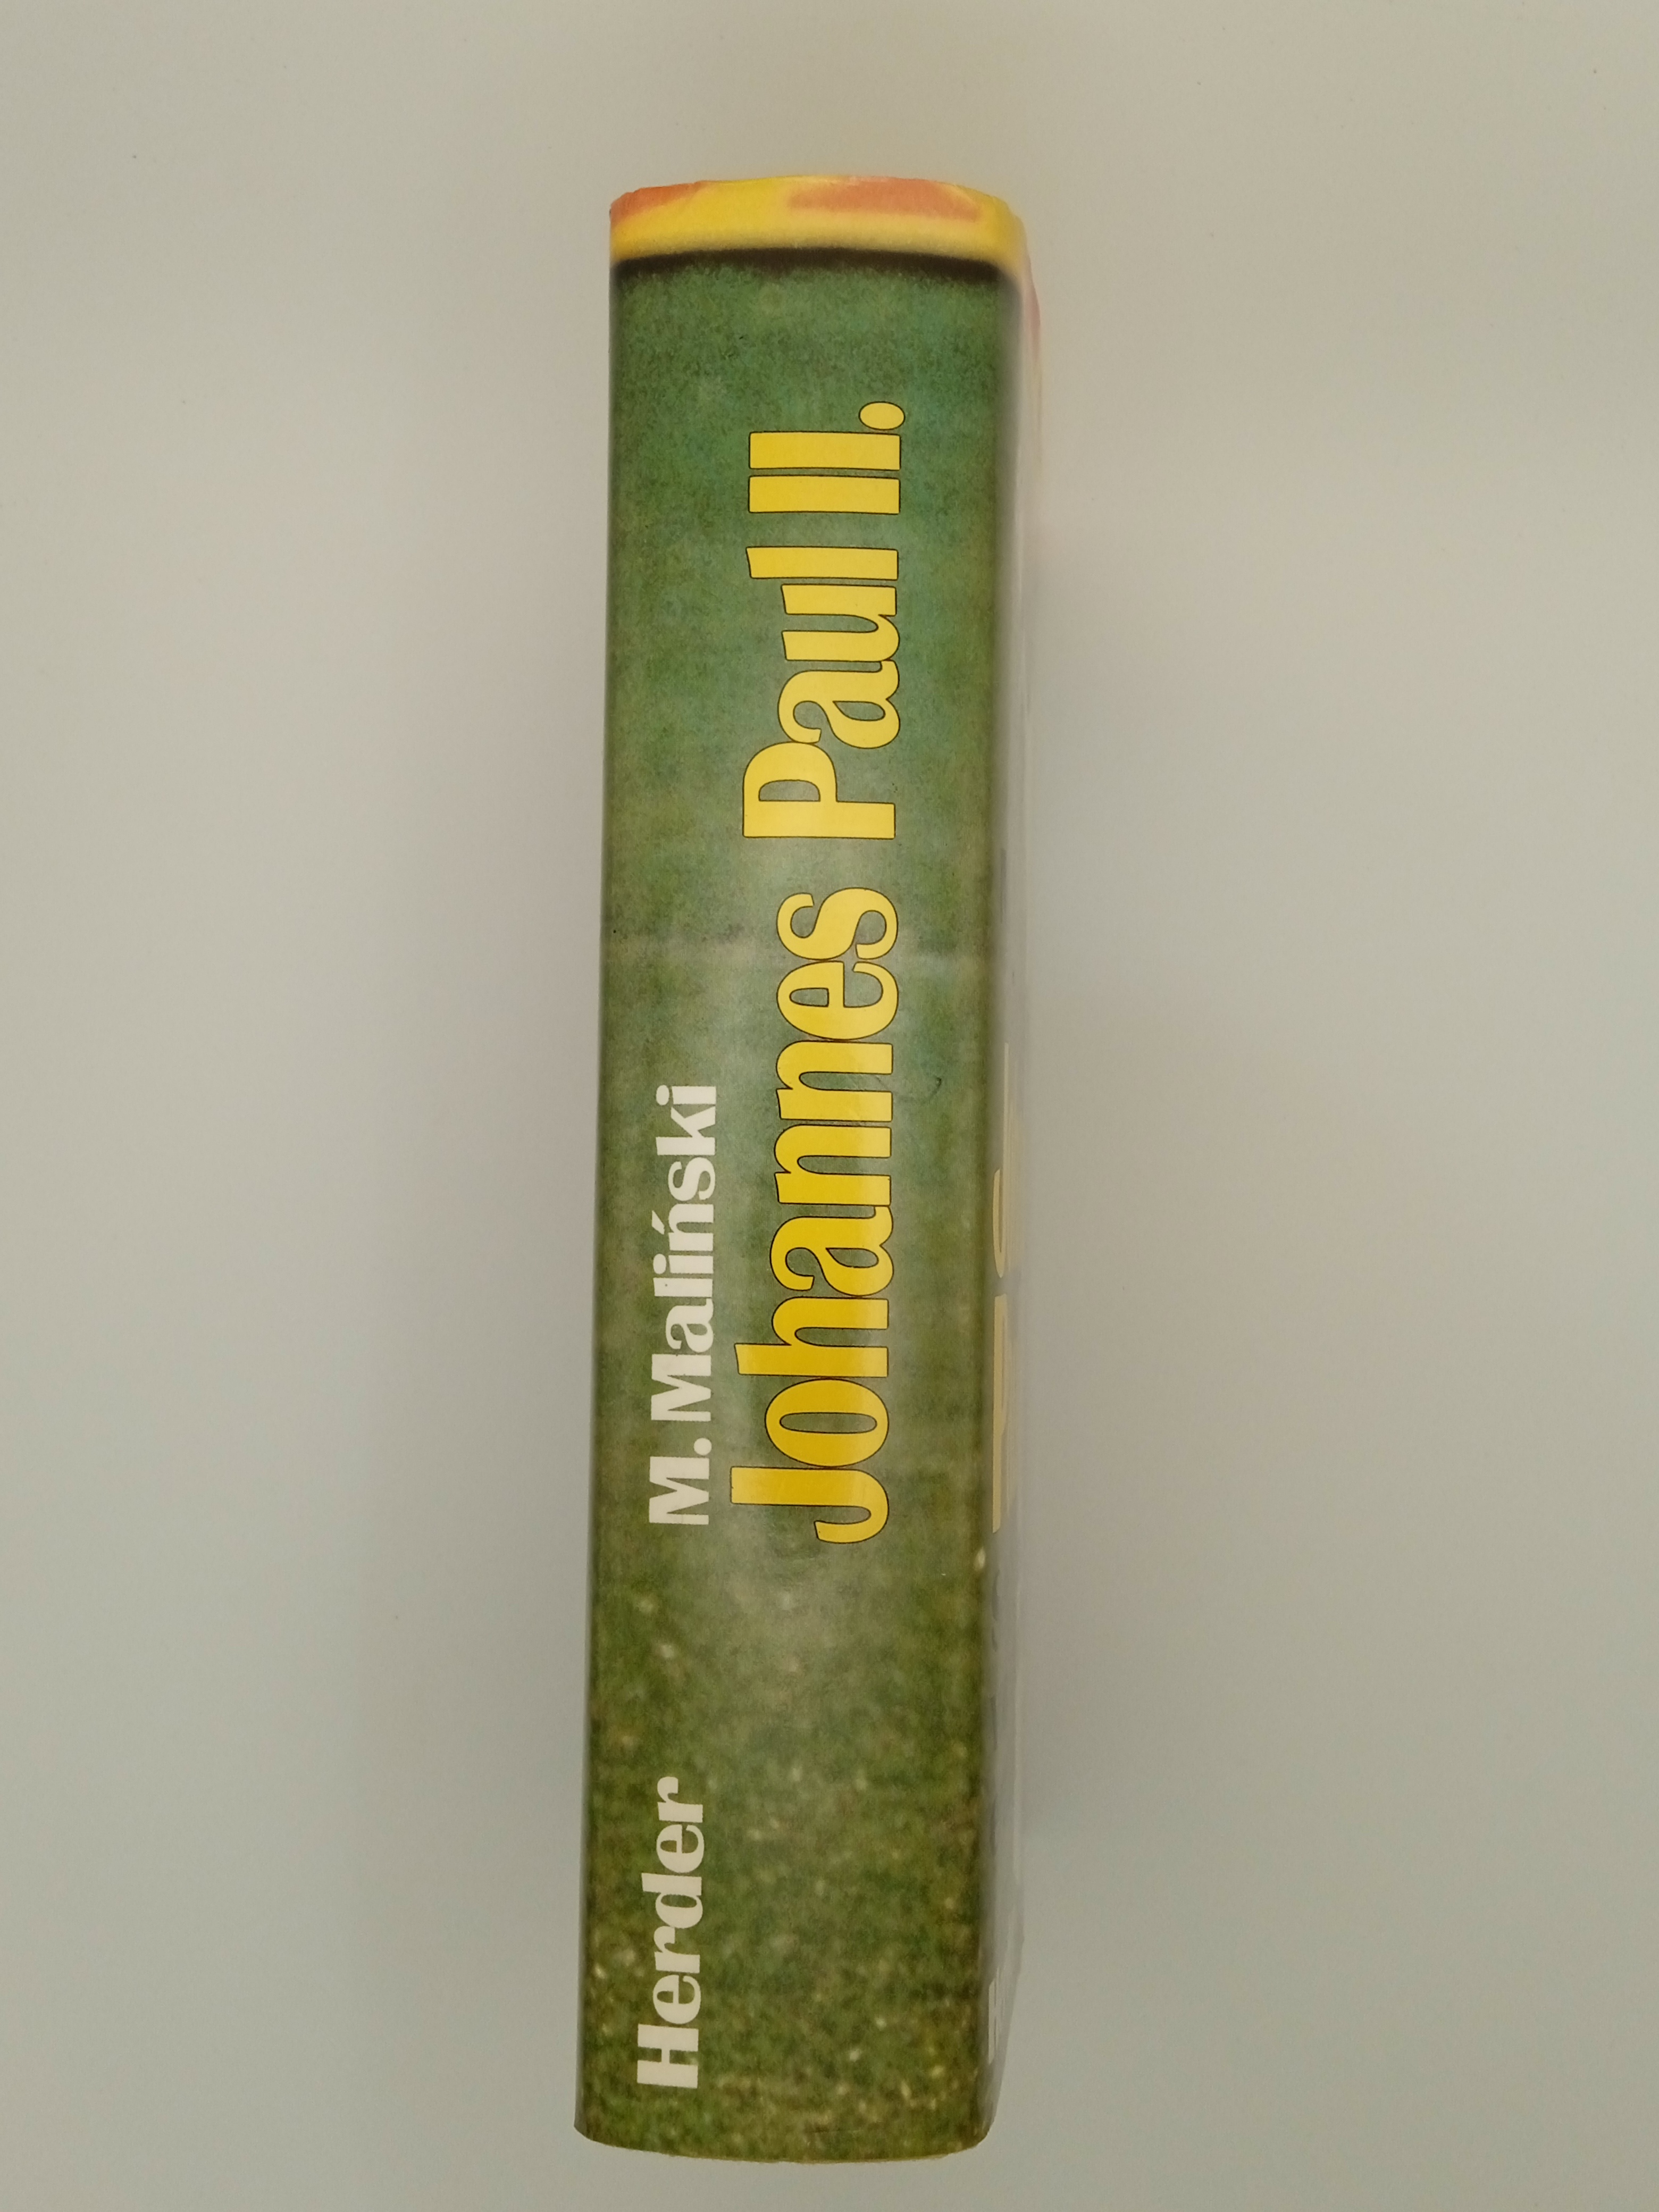 M. Maliński
Johannes Paul II.
Herder